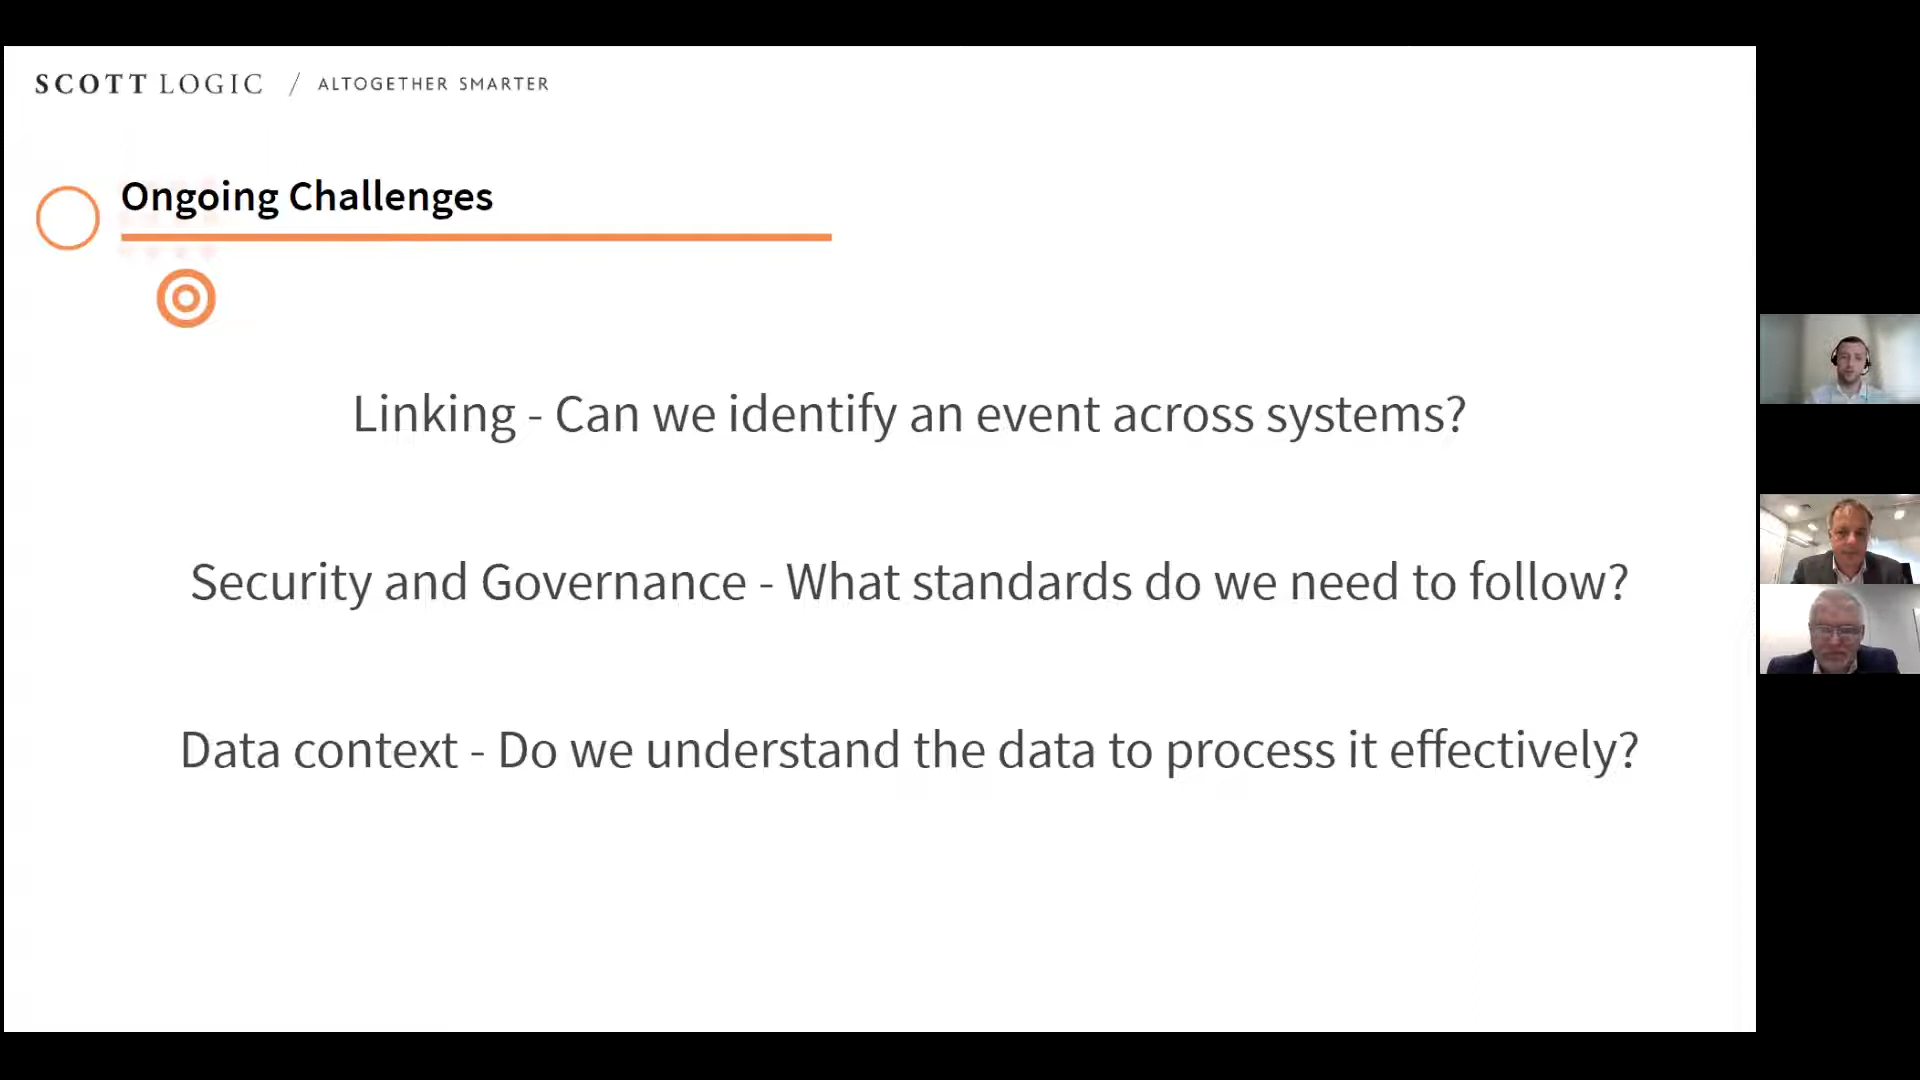 SCOTT LOGIC / ALTOGETHER SMARTER
Ongoing Challenges
Linking - Can we identify an event across systems?
Security and Governance - What standards do we need to follow?
Data context - Do we understand the data to process it effectively?